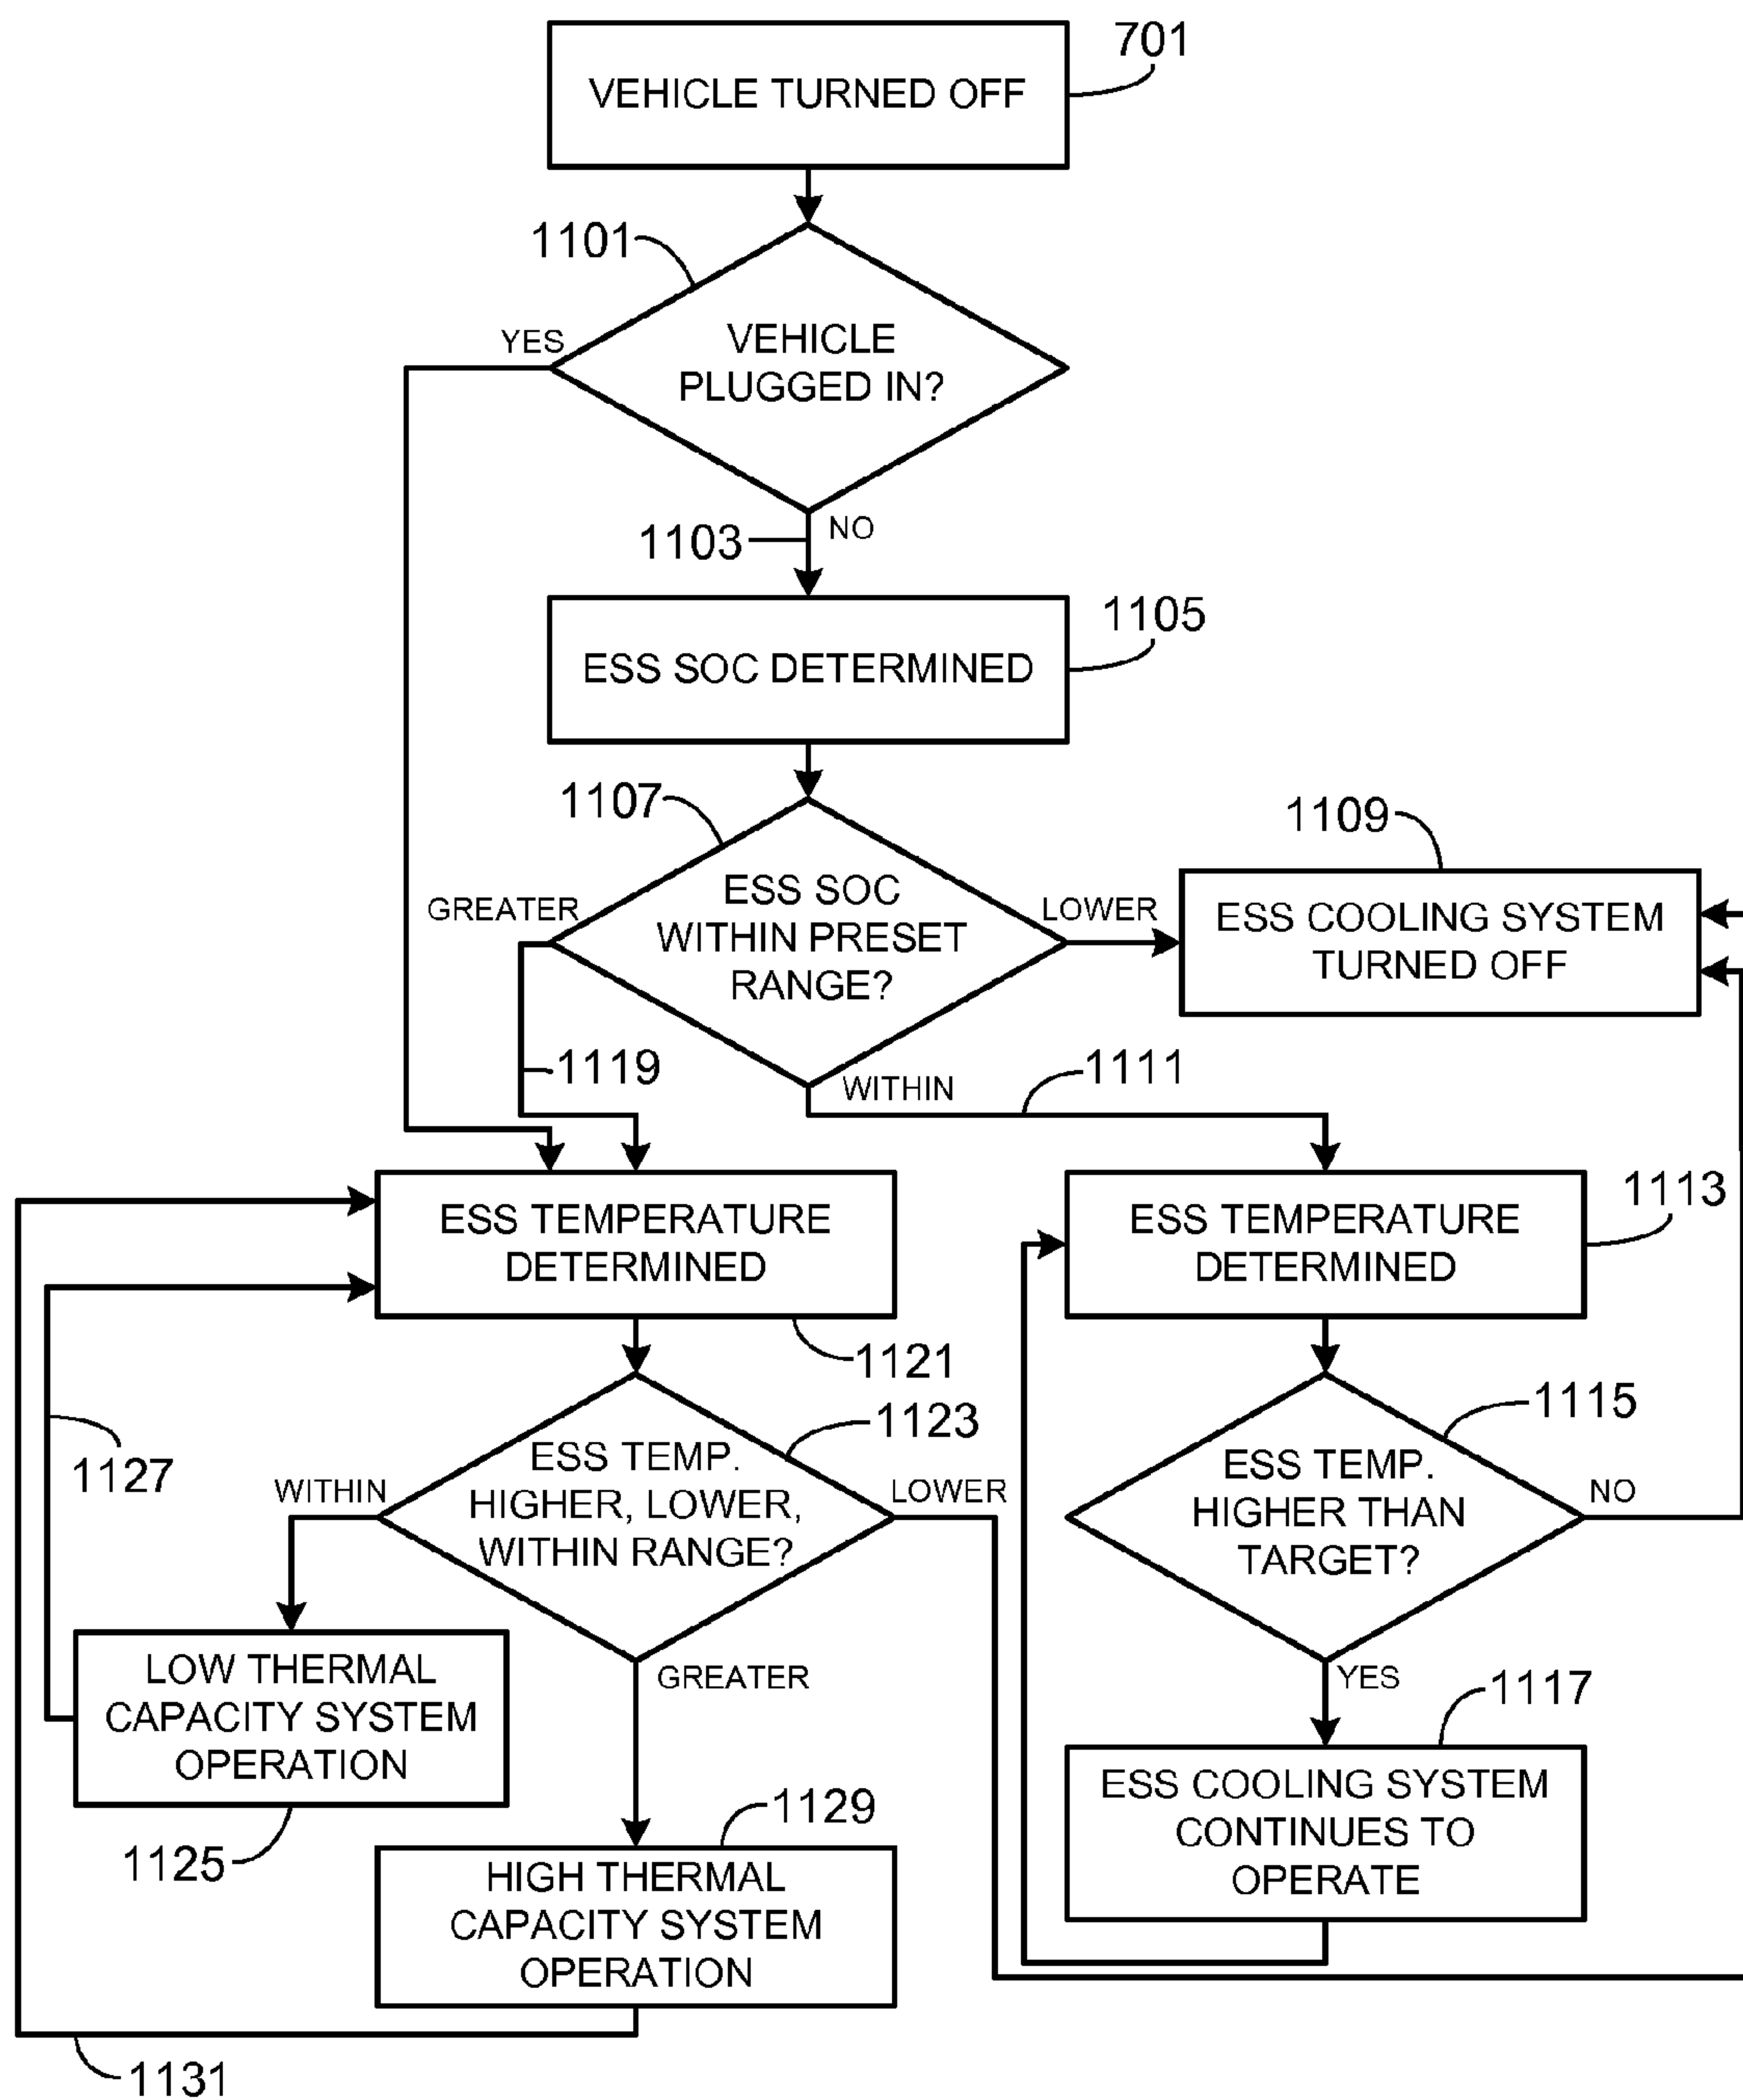 701
VEHICLE TURNED OFF
1101
YES
VEHICLE
PLUGGED IN?
NO
1103
1105
ESS SOC DETERMINED
1107
1109
GREATER
ESS SOC
WITHIN PRESET
RANGE?
LOWER
ESS COOLING SYSTEM
TURNED OFF
1119
WITHIN
1111
ESS TEMPERATURE
DETERMINED
ESS TEMPERATURE
DETERMINED
1113
1121
1123
1115
1127
WITHIN
ESS TEMP.
HIGHER, LOWER,
WITHIN RANGE?
LOWER
ESS TEMP.
HIGHER THAN
TARGET?
NO
LOW THERMAL
CAPACITY SYSTEM
OPERATION
GREATER
YES
1117
1125
1129
HIGH THERMAL
CAPACITY SYSTEM
OPERATION
ESS COOLING SYSTEM
CONTINUES TO
OPERATE
1131